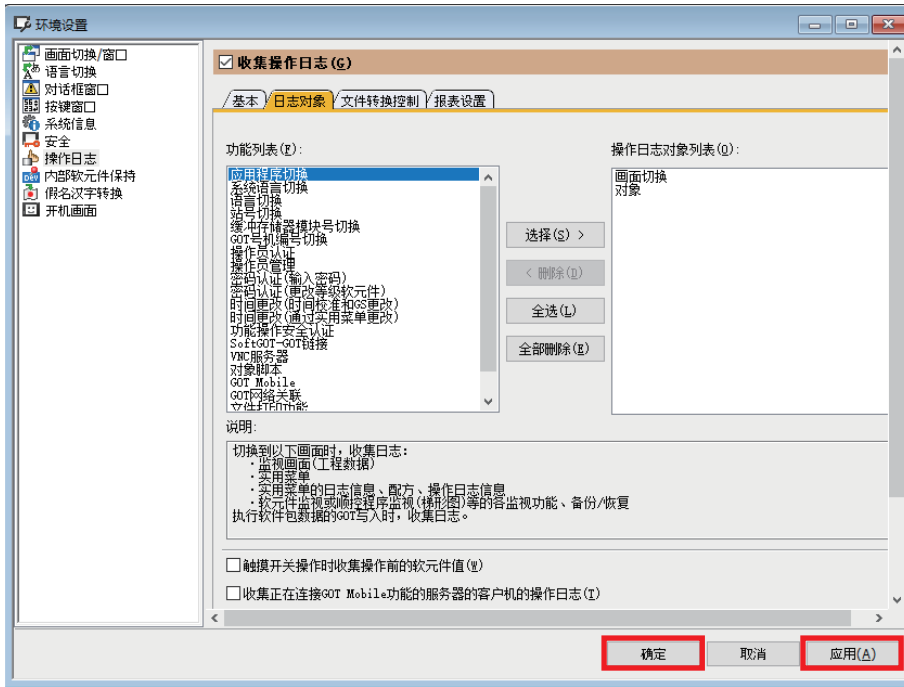 环境设置
画面切换/窗口
语言切换
对话框窗口
按键窗口
系统信息
安全
操作日志
内部软元件保持
假名汉字转换
开机画面
收集操作日志(G)
基本 日志对象 文件转换控制 报表设置
功能列表(F):
应用程序切换
系统语言切换
语言切换
站号切换
缓冲存储器模块号切换
GOT号机编号切换
操作员认证
操作员管理
密码认证(输入密码)
密码认证(更改等级软元件)
时间更改(时间校准和GS更改)
时间更改(通过实用菜单更改)
功能操作安全认证
SoftGOT-GOT链接
VNC服务器
对象脚本
GOT Mobile
GOT网络关联
文件打印功能
选择(S) >
< 删除(D)
全选(L)
全部删除(E)
操作日志对象列表(O):
画面切换
对象
说明:
切换到以下画面时，收集日志:
・监视画面(工程数据)
・实用菜单
・实用菜单的日志信息、配方、操作日志信息
・软元件监视或顺控程序监视(梯形图)等的各监视功能、备份/恢复
执行软件包数据的GOT写入时，收集日志。
触摸开关操作时收集操作前的软元件值(W)
收集正在连接GOT Mobile功能的服务器的客户机的操作日志(T)
确定 取消 应用(A)